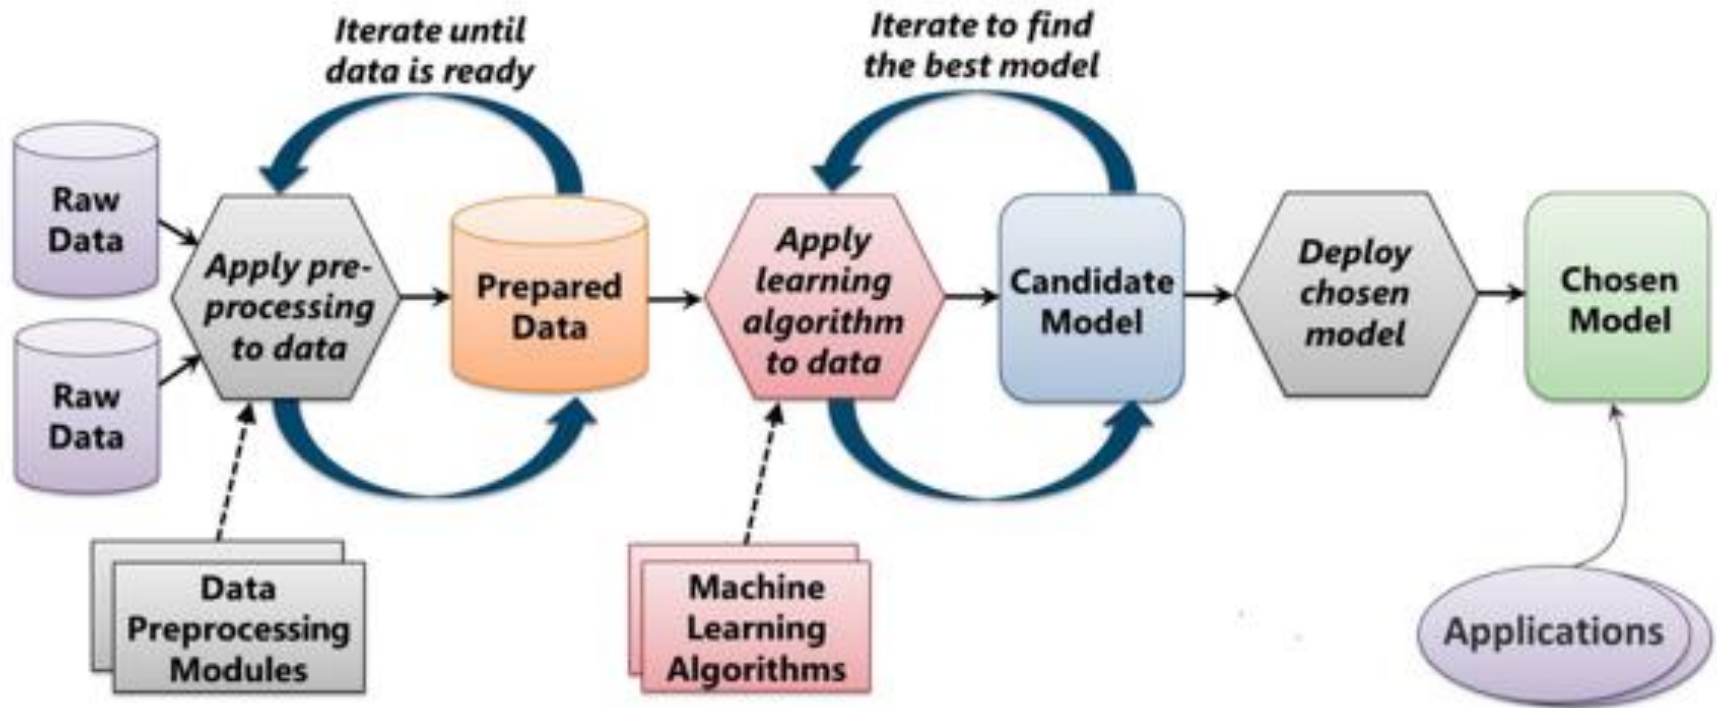 Iterate until
data is ready
Iterate to find
the best model
Raw
Data
Raw
Data
Apply pre-
processing
to data
Prepared
Data
Apply
learning
algorithm
to data
Candidate
Model
Deploy
chosen
model
Chosen
Model
Data
Preprocessing
Modules
Machine
Learning
Algorithms
Applications